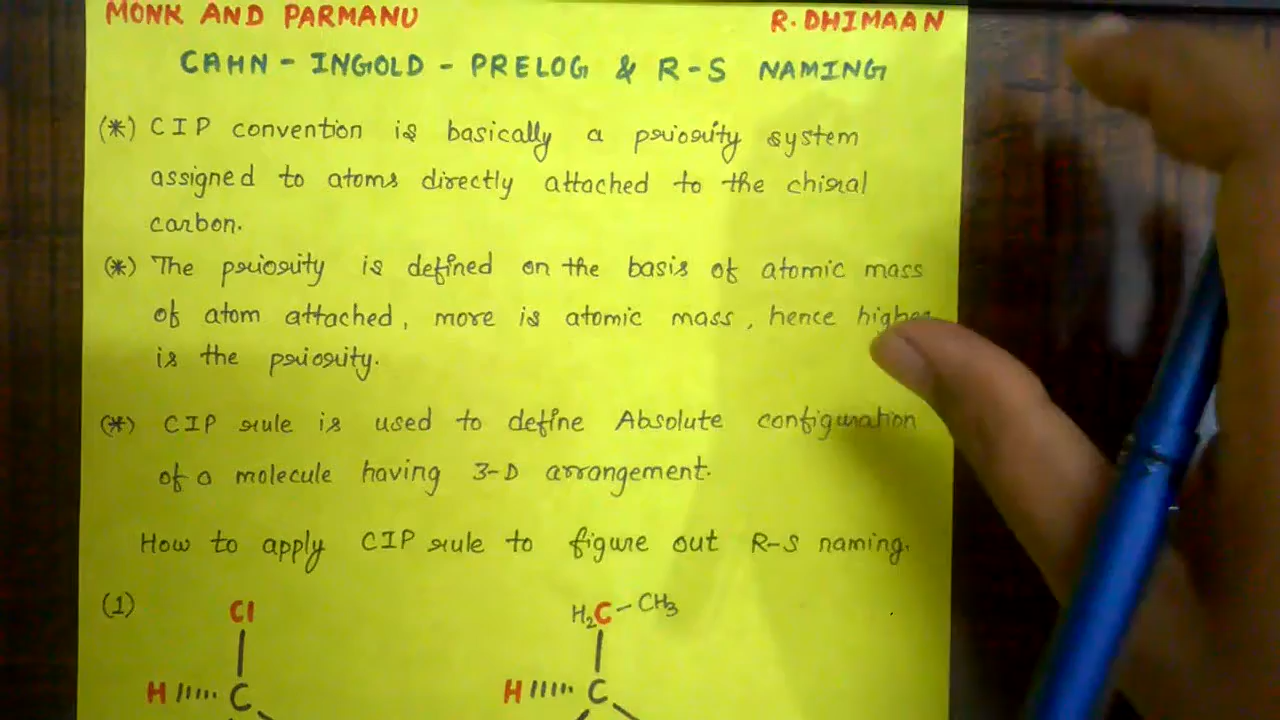 MONK AND PARMANU R. DHIMAAN
CAHN - INGOLD - PRELOG & R-S NAMING
(*) CIP convention is basically a priority system
assigned to atoms directly attached to the chiral
carbon.
(*) The priority is defined on the basis of atomic mass
of atom attached, more is atomic mass, hence higher
is the priority.
(*) CIP rule is used to define Absolute configuration
of a molecule having 3-D arrangement.
How to apply CIP rule to figure out R-S naming.
(1) Cl H₂C-CH₃
H C H C